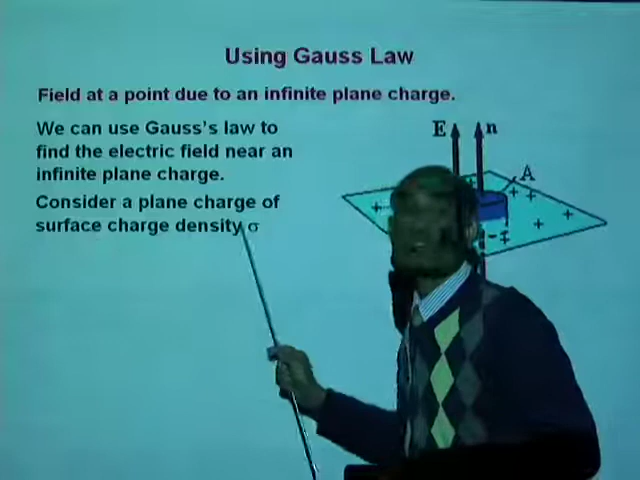 Using Gauss Law
Field at a point due to an infinite plane charge.
We can use Gauss's law to
find the electric field near an
infinite plane charge.
Consider a plane charge of
surface charge density σ
E n
A